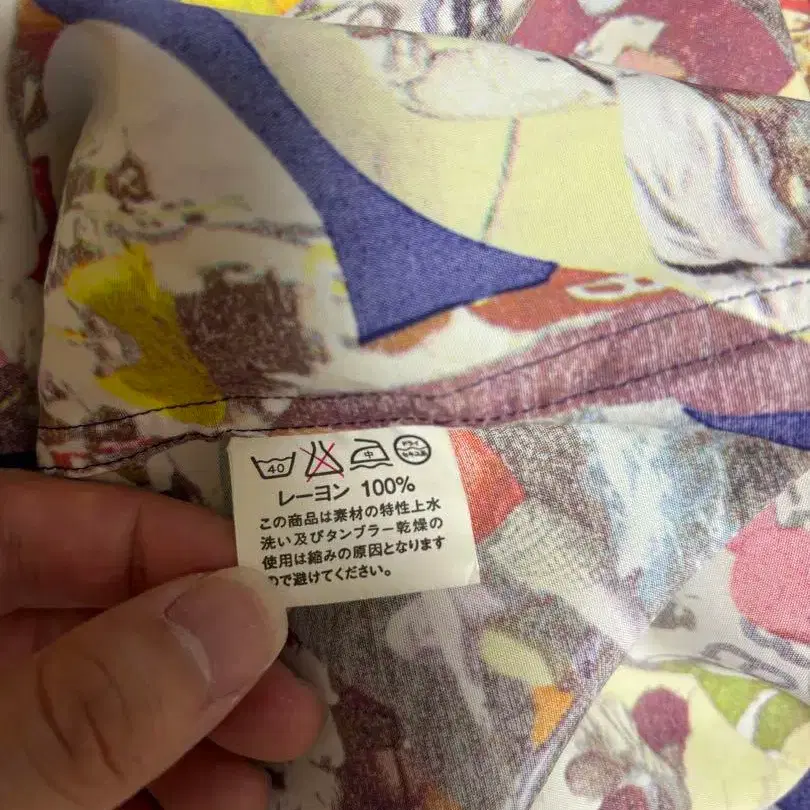 40 中 ドライ セキユ系
レーヨン 100%
この商品は素材の特性上水
洗い及びタンブラー乾燥の
使用は縮みの原因となります
ので避けてください。